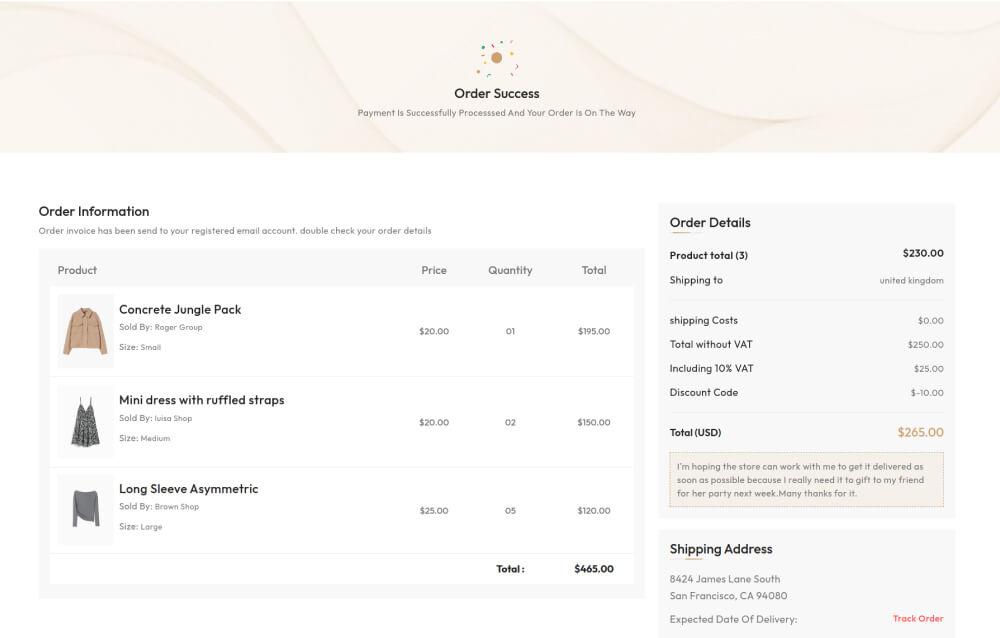 Order Success
Payment Is Successfully Processsed And Your Order Is On The Way
Order Information
Order invoice has been send to your registered email account. double check your order details
Product Price Quantity Total
Concrete Jungle Pack
Sold By: Roger Group
Size: Small
$20.00 01 $195.00
Mini dress with ruffled straps
Sold By: luisa Shop
Size: Medium
$20.00 02 $150.00
Long Sleeve Asymmetric
Sold By: Brown Shop
Size: Large
$25.00 05 $120.00
Total : $465.00
Order Details
Product total (3) $230.00
Shipping to united kingdom
shipping Costs $0.00
Total without VAT $250.00
Including 10% VAT $25.00
Discount Code $-10.00
Total (USD) $265.00
I'm hoping the store can work with me to get it delivered as
soon as possible because I really need it to gift to my friend
for her party next week.Many thanks for it.
Shipping Address
8424 James Lane South
San Francisco, CA 94080
Expected Date Of Delivery: Track Order